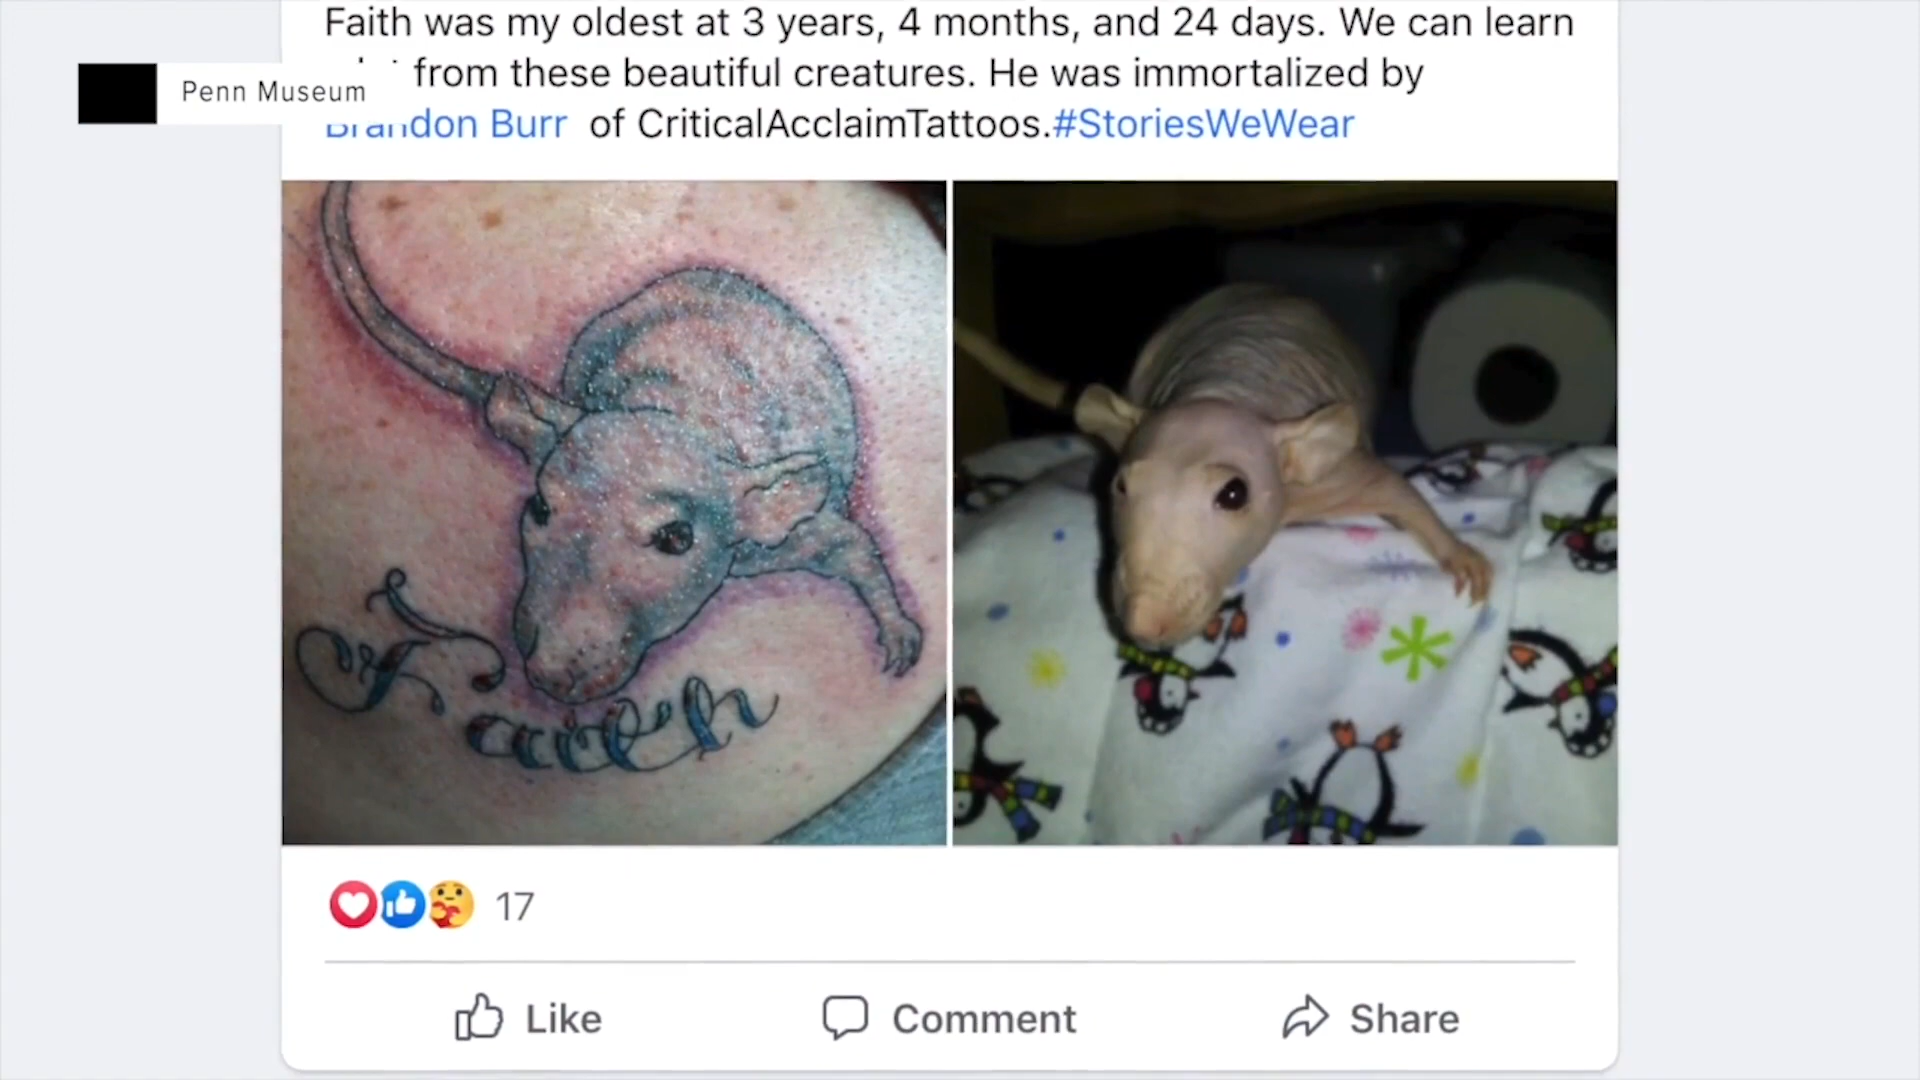 Faith was my oldest at 3 years, 4 months, and 24 days. We can learn
from these beautiful creatures. He was immortalized by
Penn Museum
Brandon Burr of CriticalAcclaimTattoos.#StoriesWeWear
Faith
17
Like Comment Share